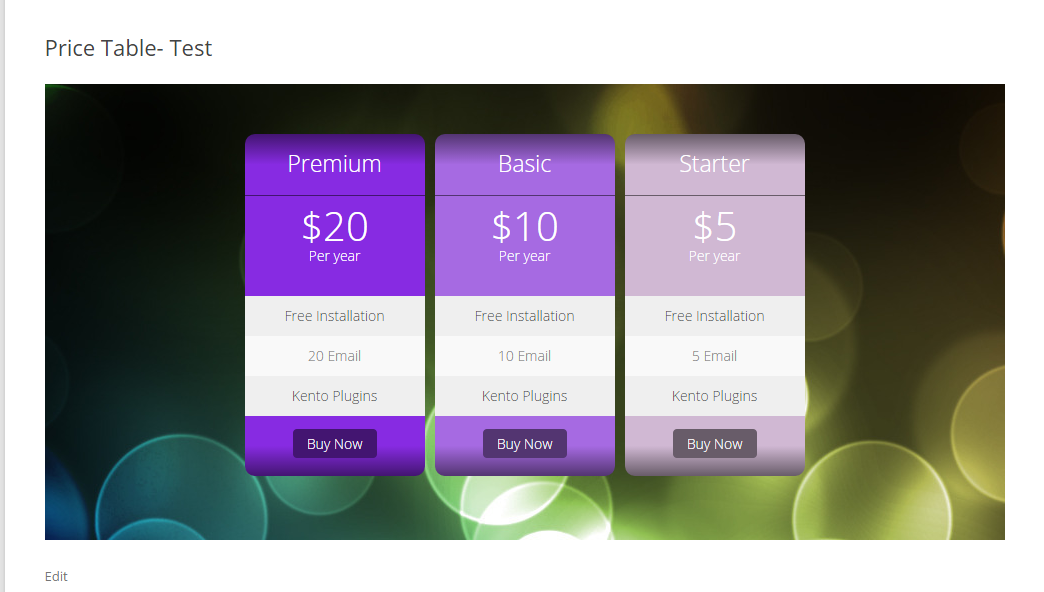 Price Table- Test
Premium
$20
Per year
Free Installation
20 Email
Kento Plugins
Buy Now
Basic
$10
Per year
Free Installation
10 Email
Kento Plugins
Buy Now
Starter
$5
Per year
Free Installation
5 Email
Kento Plugins
Buy Now
Edit